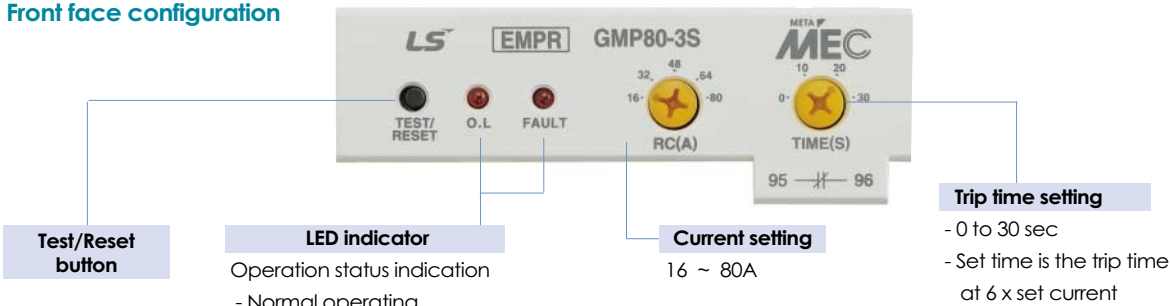 Front face configuration
LS EMPR GMP80-3S META MEC
32 48 64
16 80
10 20
0 30
TEST/
RESET
O.L FAULT RC(A) TIME(S)
95 96
Test/Reset
button
LED indicator
Operation status indication
- Normal operating
Current setting
16 ~ 80A
Trip time setting
- 0 to 30 sec
- Set time is the trip time
at 6 x set current